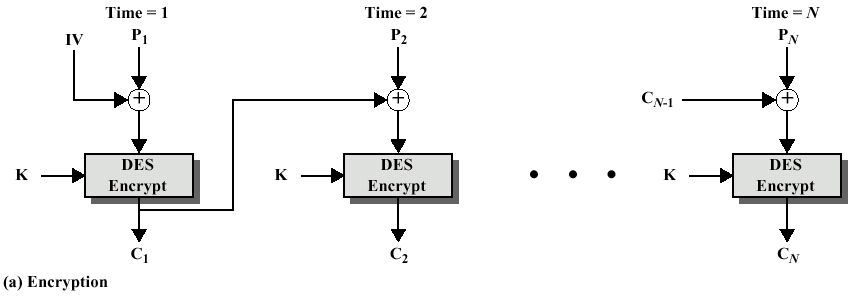 Time = 1 Time = 2 Time = N
IV P1 P2 PN
+ + CN-1 +
K DES Encrypt K DES Encrypt K DES Encrypt
C1 C2 CN
(a) Encryption